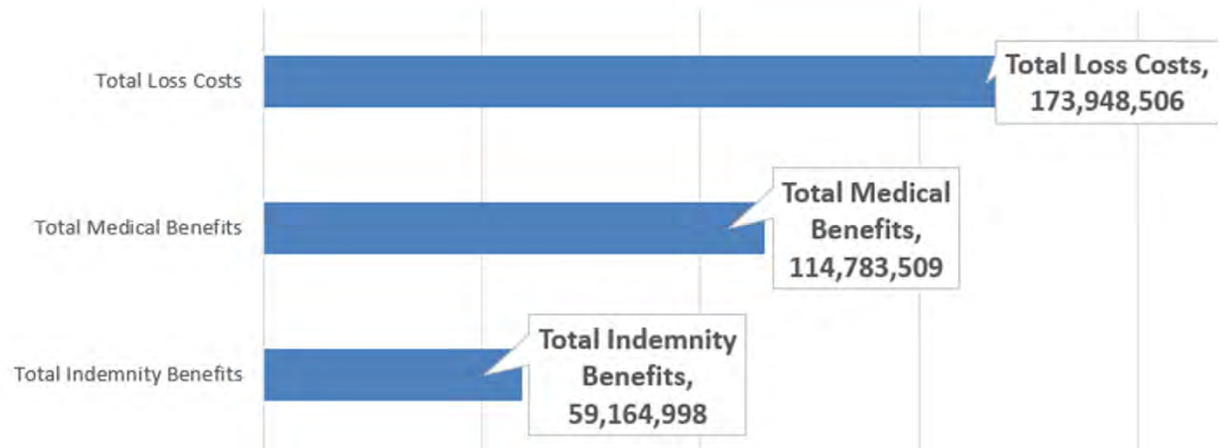 Total Loss Costs
Total Loss Costs,
173,948,506
Total Medical Benefits
Total Medical
Benefits,
114,783,509
Total Indemnity Benefits
Total Indemnity
Benefits,
59,164,998